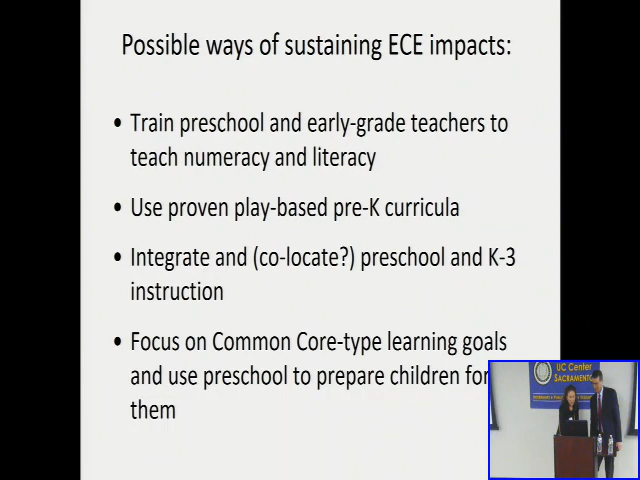 Possible ways of sustaining ECE impacts:
• Train preschool and early-grade teachers to
teach numeracy and literacy
• Use proven play-based pre-K curricula
• Integrate and (co-locate?) preschool and K-3
instruction
• Focus on Common Core-type learning goals
and use preschool to prepare children for
them
UC Center
SACRAMENTO